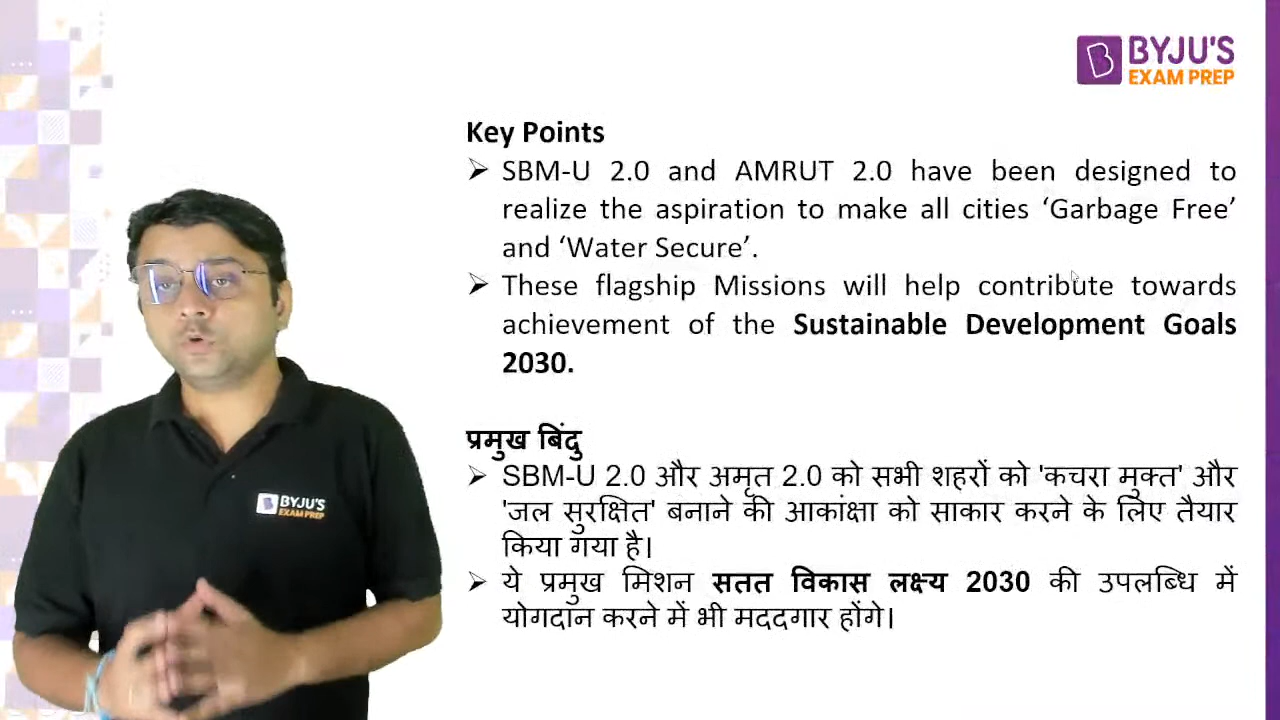 BYJU'S
EXAM PREP
Key Points
➢ SBM-U 2.0 and AMRUT 2.0 have been designed to
realize the aspiration to make all cities ‘Garbage Free’
and ‘Water Secure’.
➢ These flagship Missions will help contribute towards
achievement of the Sustainable Development Goals
2030.
प्रमुख बिंदु
➢ SBM-U 2.0 और अमृत 2.0 को सभी शहरों को 'कचरा मुक्त' और
'जल सुरक्षित' बनाने की आकांक्षा को साकार करने के लिए तैयार
किया गया है।
➢ ये प्रमुख मिशन सतत विकास लक्ष्य 2030 की उपलब्धि में
योगदान करने में भी मददगार होंगे।
BYJU'S
EXAM PREP